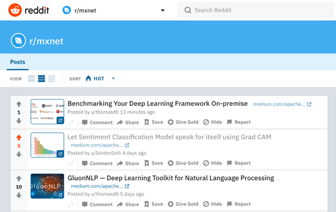 reddit
r/mxnet
Search Reddit
r/mxnet
Posts
VIEW
SORT
HOT
1
Benchmarking Your Deep Learning Framework On-premise
medium.com/apache...
Posted by u/thomasdlt 13 minutes ago
Comment
Share
Save
Give Gold
Hide
Report
5
Let Sentiment Classification Model speak for itself using Grad CAM
medium.com/apache...
4 days ago
Comment
Share
Save
Give Gold
Hide
Report
10
GluonNLP — Deep Learning Toolkit for Natural Language Processing
medium.com/apache...
Posted by u/thomasdlt 5 days ago
Comment
Share
Save
Give Gold
Hide
Report
GluonNLP